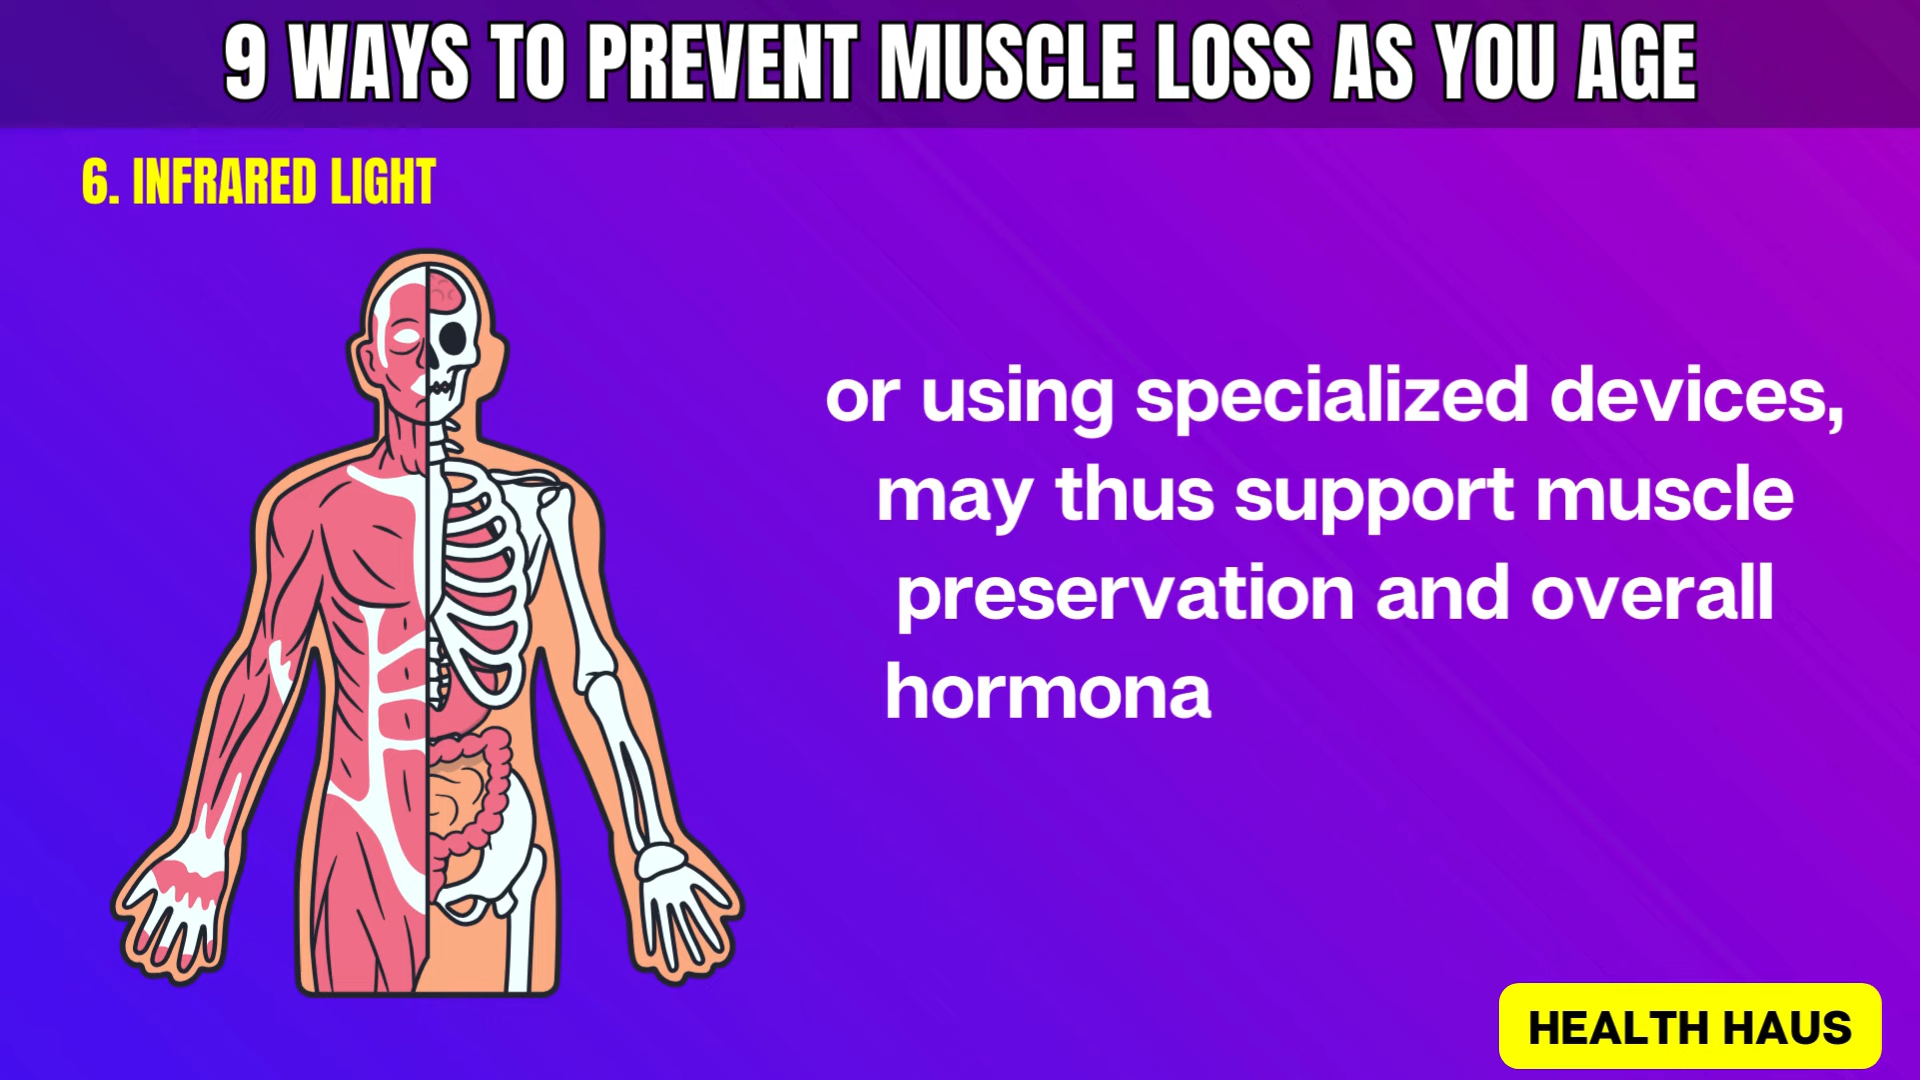 9 WAYS TO PREVENT MUSCLE LOSS AS YOU AGE
6. INFRARED LIGHT
or using specialized devices,
may thus support muscle
preservation and overall
hormona
HEALTH HAUS